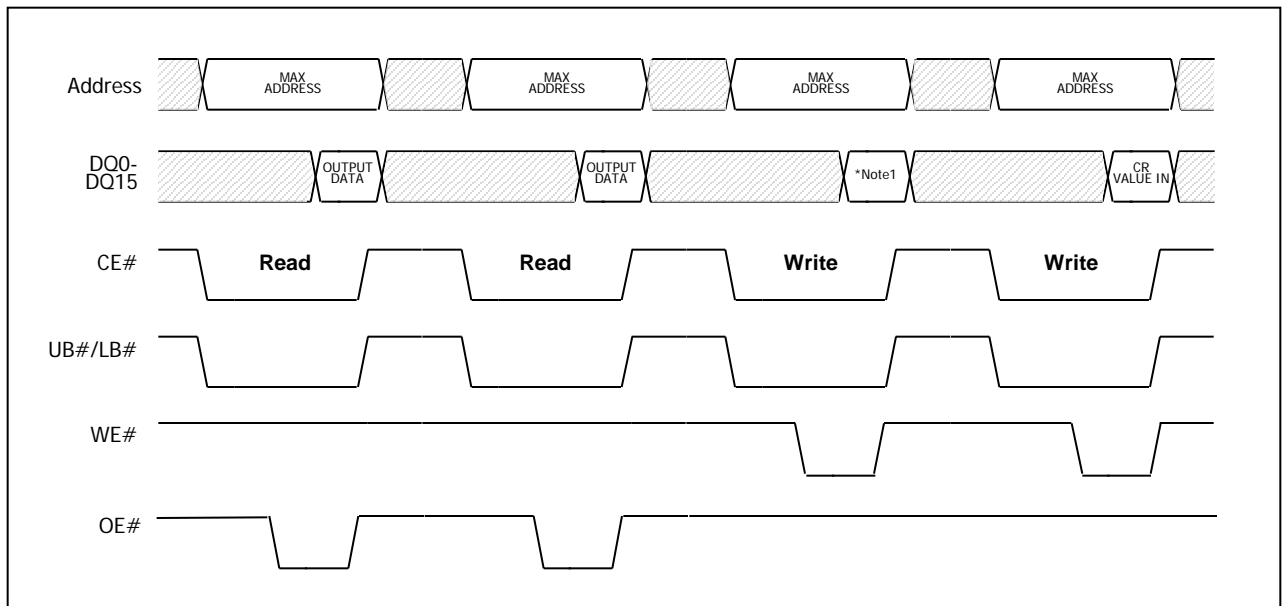 Address
MAX
ADDRESS
MAX
ADDRESS
MAX
ADDRESS
MAX
ADDRESS
DQ0-
DQ15
OUTPUT
DATA
OUTPUT
DATA
*Note1
CR
VALUE IN
CE#
Read
Read
Write
Write
UB#/LB#
WE#
OE#